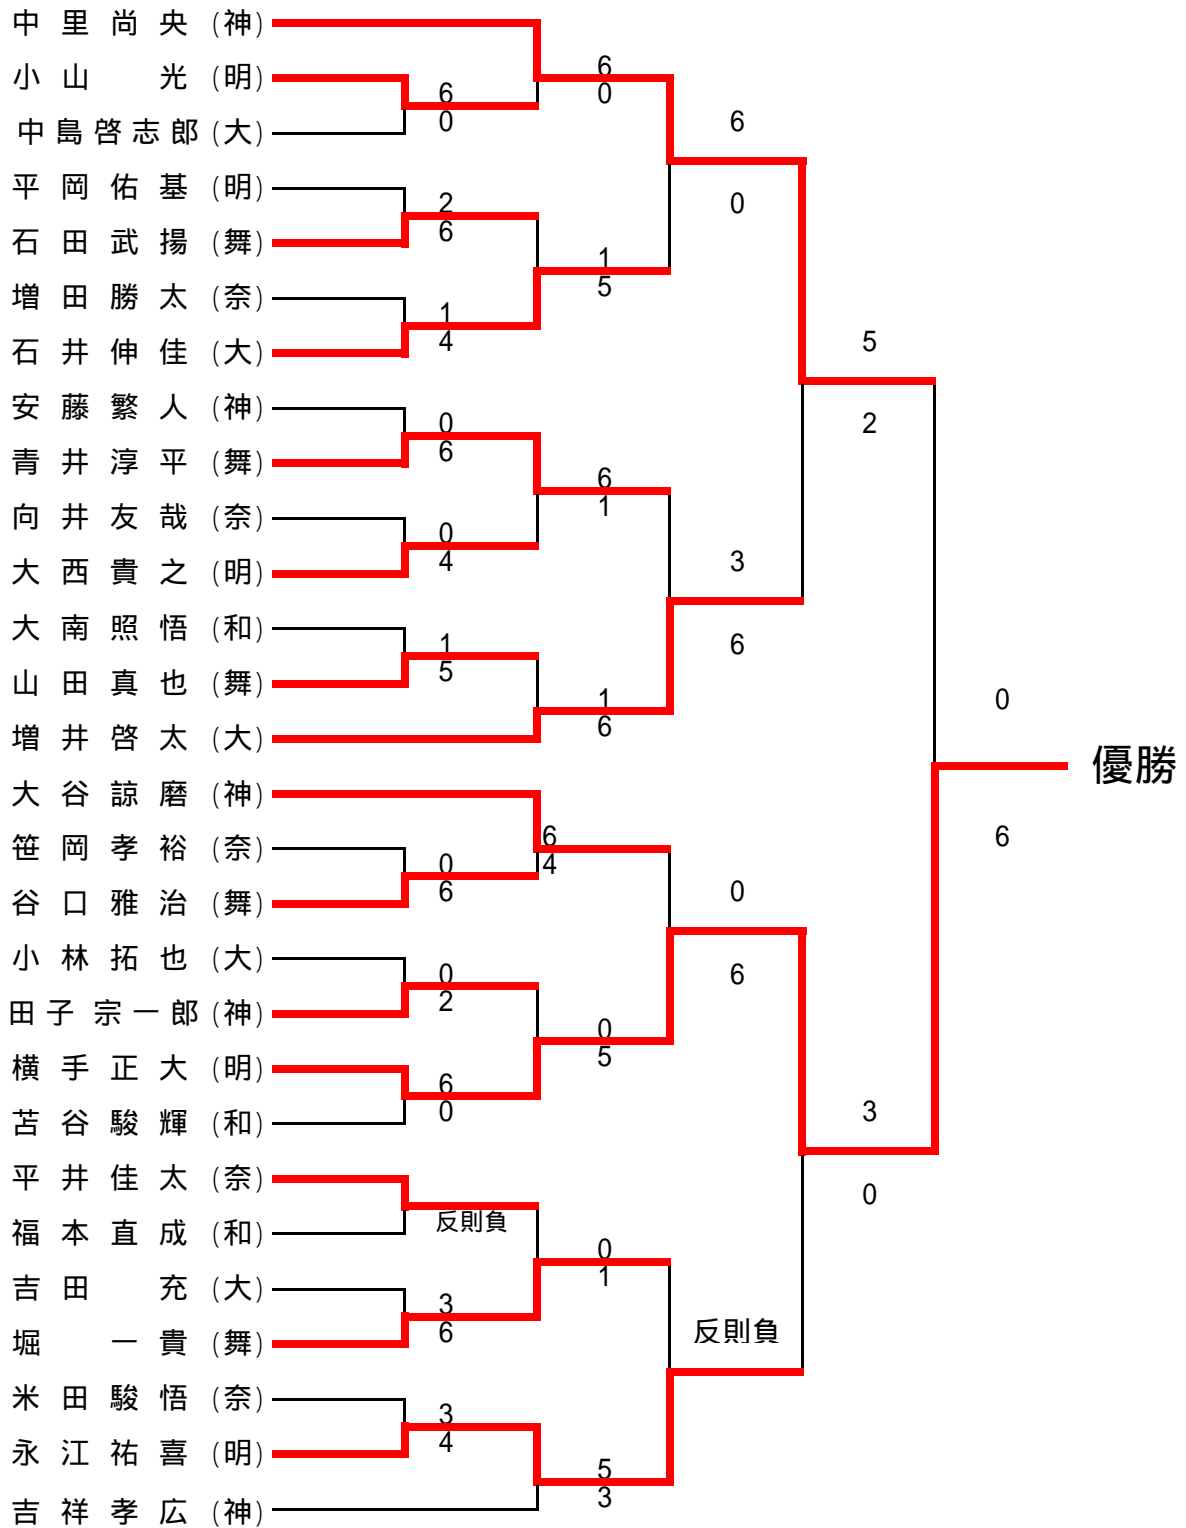 中里尚央(神)
小山　光(明)
中島啓志郎(大)
平岡佑基(明)
石田武揚(舞)
増田勝太(奈)
石井伸佳(大)
安藤繁人(神)
青井淳平(舞)
向井友哉(奈)
大西貴之(明)
大南照悟(和)
山田真也(舞)
増井啓太(大)
大谷諒磨(神)
笹岡孝裕(奈)
谷口雅治(舞)
小林拓也(大)
田子宗一郎(神)
横手正大(明)
苫谷駿輝(和)
平井佳太(奈)
福本直成(和)
吉田　充(大)
堀　一貴(舞)
米田駿悟(奈)
永江祐喜(明)
吉祥孝広(神)
6
0
2
6
1
4
0
6
0
4
1
5
0
6
0
2
6
0
反則負
3
6
3
4
6
0
1
5
6
1
1
6
6
4
0
5
0
1
5
3
6
0
3
6
0
6
反則負
5
2
3
0
0
6
優勝